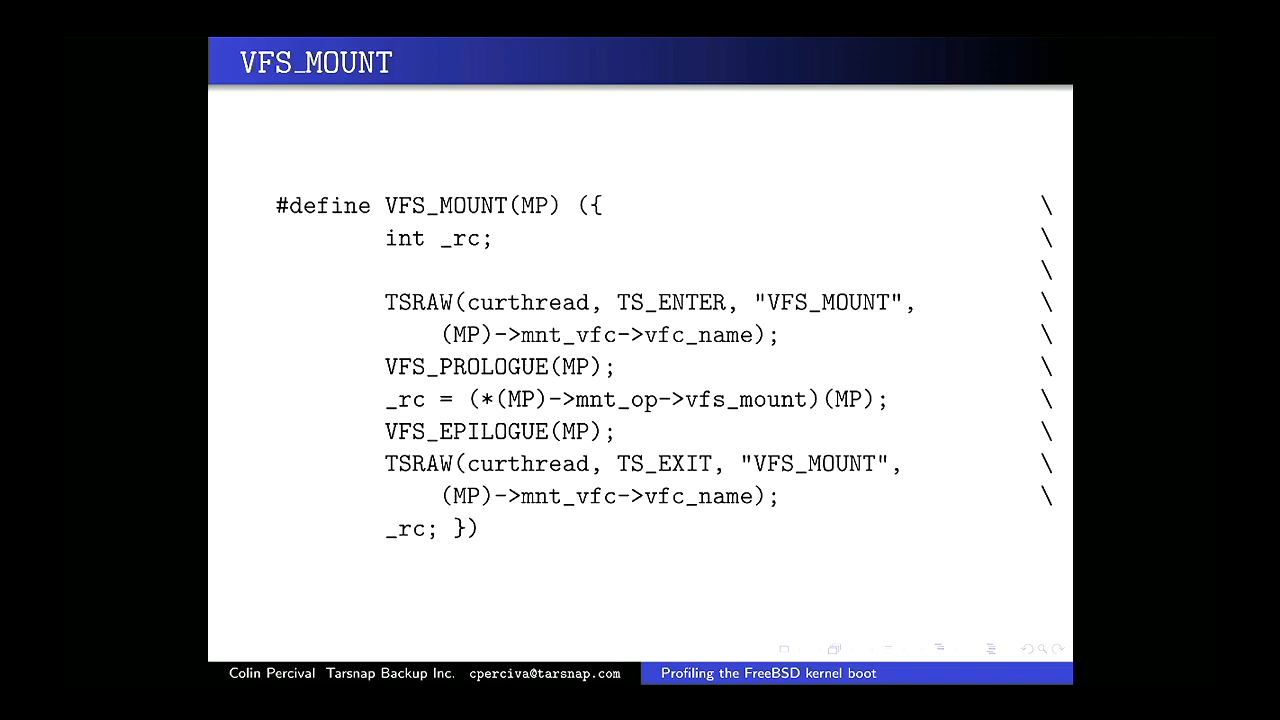 VFS_MOUNT
#define VFS_MOUNT(MP) ({ \
int _rc; \
\
TSRAW(curthread, TS_ENTER, "VFS_MOUNT", \
(MP)->mnt_vfc->vfc_name); \
VFS_PROLOGUE(MP); \
_rc = (*(MP)->mnt_op->vfs_mount)(MP); \
VFS_EPILOGUE(MP); \
TSRAW(curthread, TS_EXIT, "VFS_MOUNT", \
(MP)->mnt_vfc->vfc_name); \
_rc; })
Colin Percival Tarsnap Backup Inc. cperciva@tarsnap.com Profiling the FreeBSD kernel boot